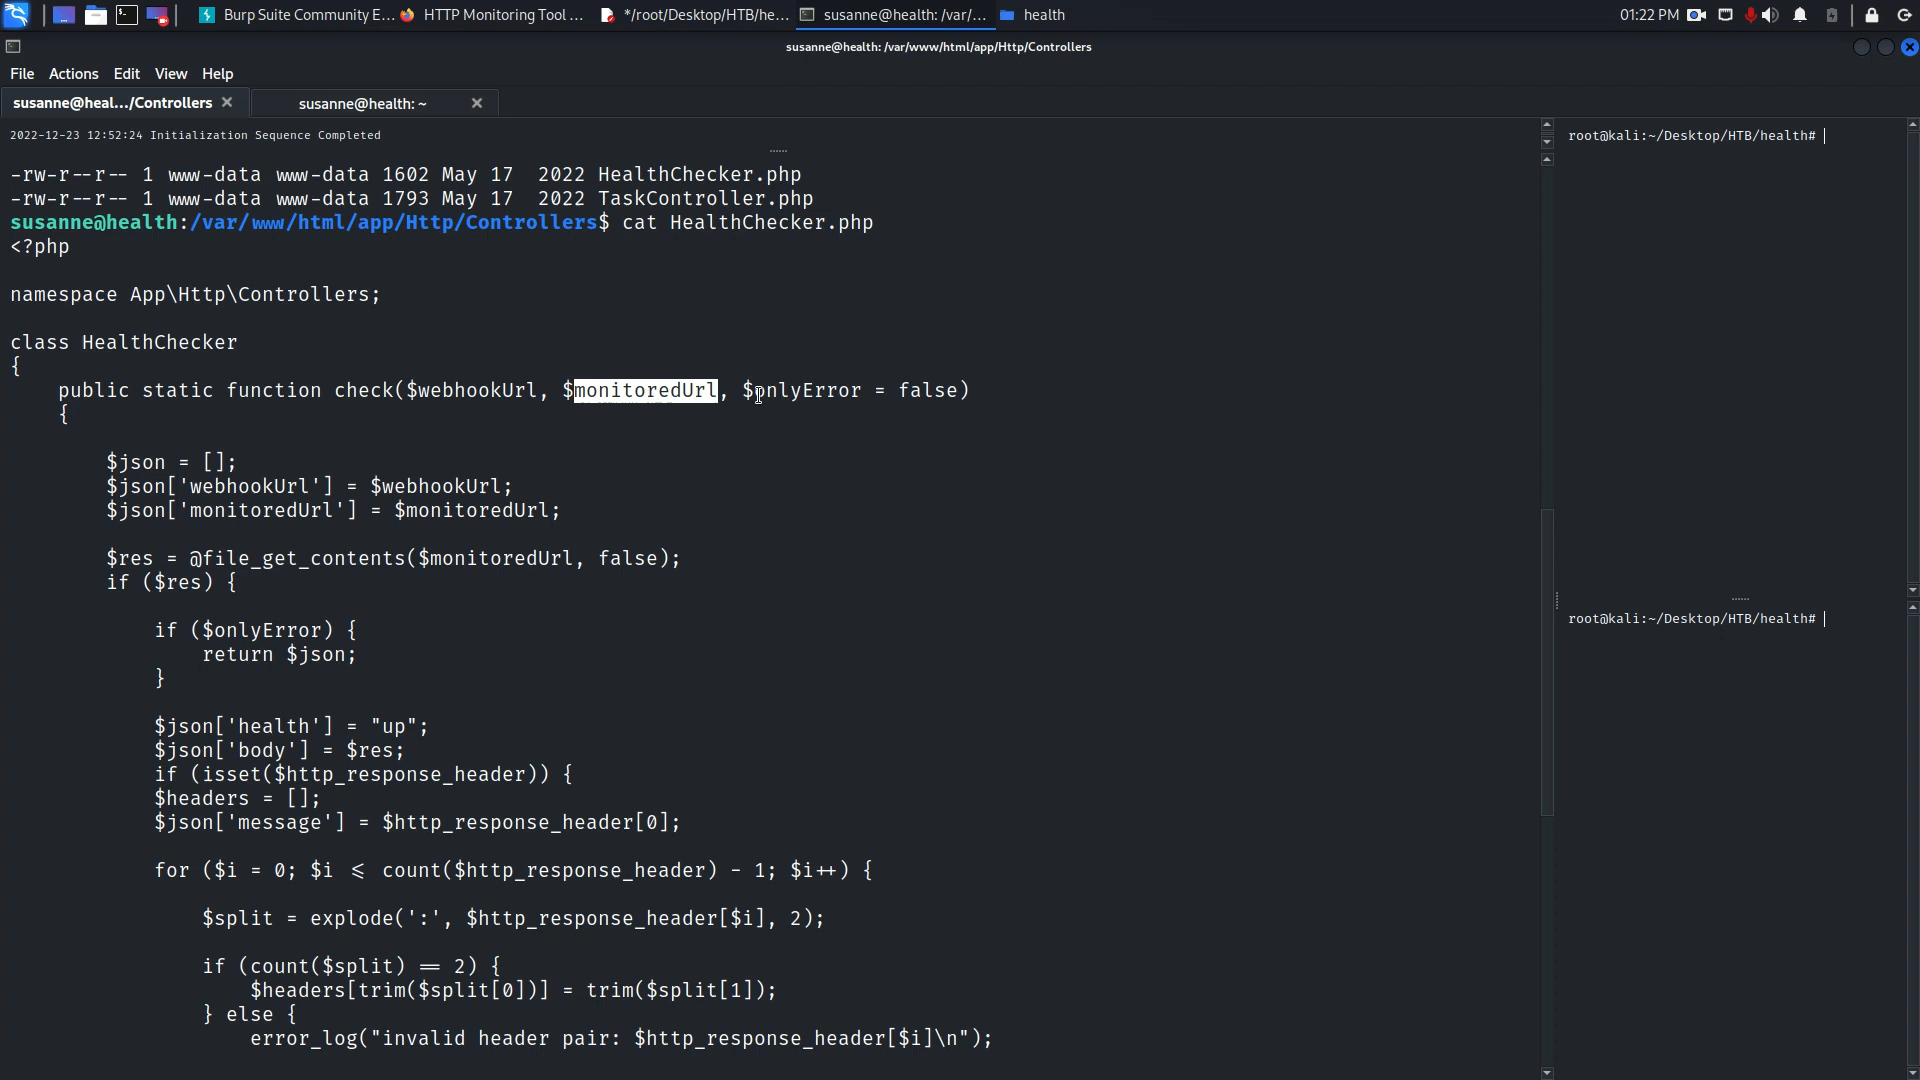 Burp Suite Community E... HTTP Monitoring Tool ... */root/Desktop/HTB/he... susanne@health: /var/... health 01:22 PM
susanne@health: /var/www/html/app/Http/Controllers
File Actions Edit View Help
susanne@heal.../Controllers susanne@health: ~
2022-12-23 12:52:24 Initialization Sequence Completed
-rw-r--r-- 1 www-data www-data 1602 May 17  2022 HealthChecker.php
-rw-r--r-- 1 www-data www-data 1793 May 17  2022 TaskController.php
susanne@health:/var/www/html/app/Http/Controllers$ cat HealthChecker.php
<?php
namespace App\Http\Controllers;
class HealthChecker
{
    public static function check($webhookUrl, $monitoredUrl, $onlyError = false)
    {
        $json = [];
        $json['webhookUrl'] = $webhookUrl;
        $json['monitoredUrl'] = $monitoredUrl;
        $res = @file_get_contents($monitoredUrl, false);
        if ($res) {
            if ($onlyError) {
                return $json;
            }
            $json['health'] = "up";
            $json['body'] = $res;
            if (isset($http_response_header)) {
            $headers = [];
            $json['message'] = $http_response_header[0];
            for ($i = 0; $i <= count($http_response_header) - 1; $i++) {
                $split = explode(':', $http_response_header[$i], 2);
                if (count($split) == 2) {
                    $headers[trim($split[0])] = trim($split[1]);
                } else {
                    error_log("invalid header pair: $http_response_header[$i]\n");
root@kali:~/Desktop/HTB/health#
root@kali:~/Desktop/HTB/health#